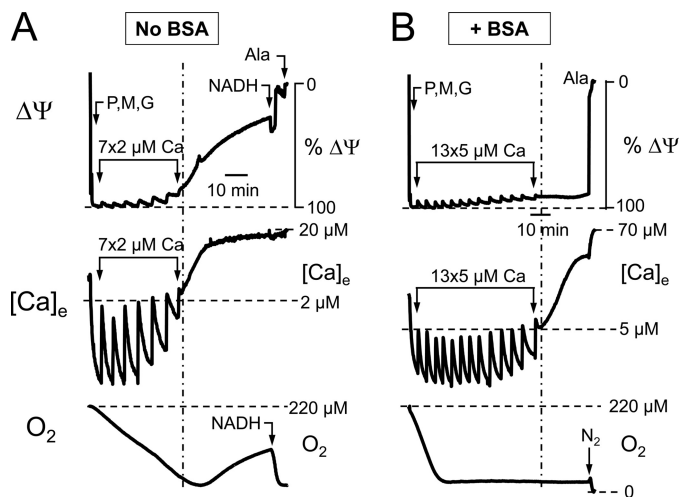 A
No BSA
B
+ BSA
ΔΨ
P,M,G
7x2 μM Ca
NADH
Ala
0
% ΔΨ
100
10 min
P,M,G
13x5 μM Ca
Ala
0
% ΔΨ
100
10 min
[Ca]e
7x2 μM Ca
20 μM
[Ca]e
2 μM
13x5 μM Ca
70 μM
[Ca]e
5 μM
O2
220 μM
NADH
O2
220 μM
N2
O2
0